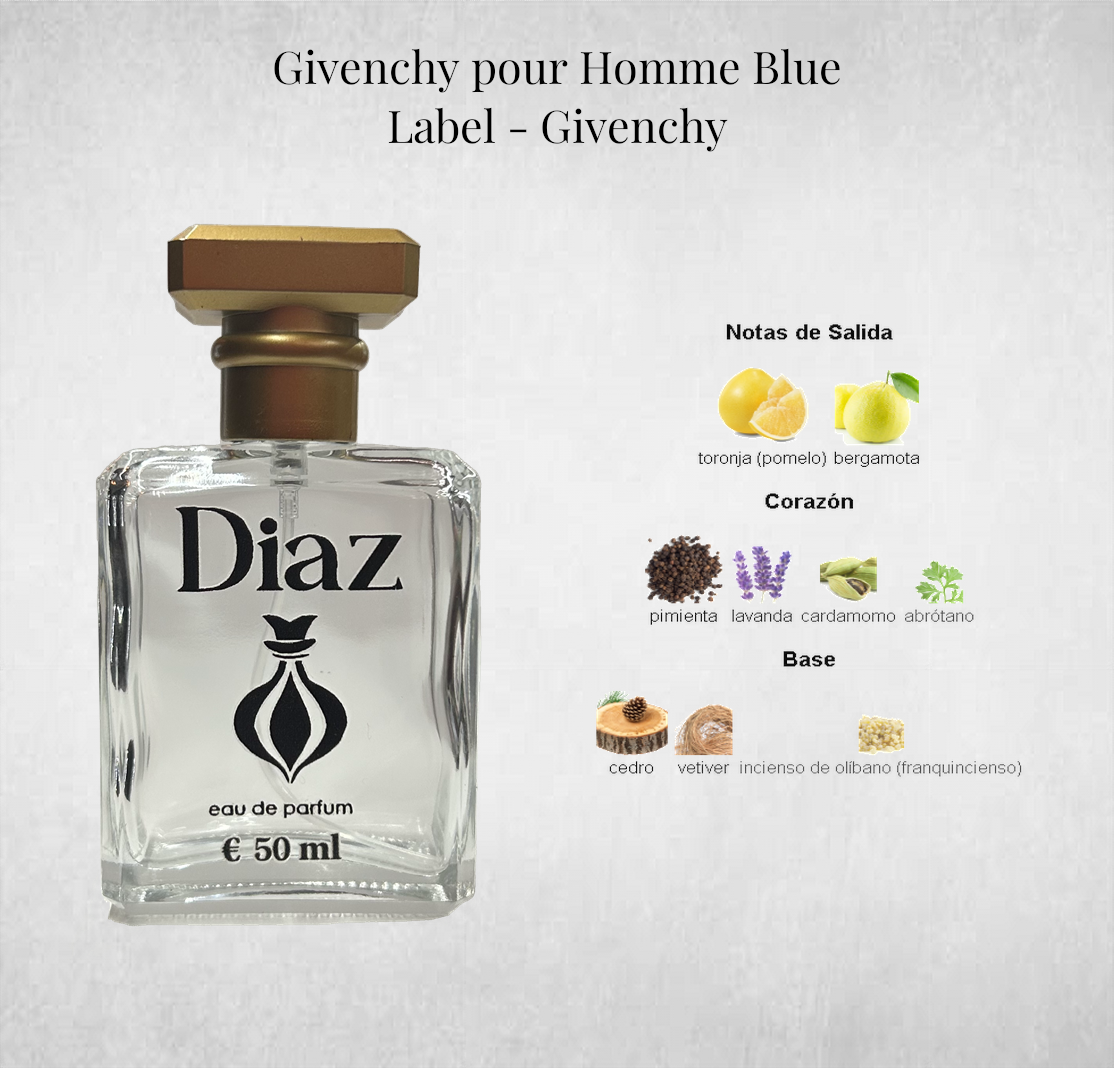 Givenchy pour Homme Blue
Label - Givenchy
Diaz
eau de parfum
€ 50 ml
Notas de Salida
toronja (pomelo) bergamota
Corazón
pimienta lavanda cardamomo abrótano
Base
cedro vetiver incienso de olíbano (franquincienso)